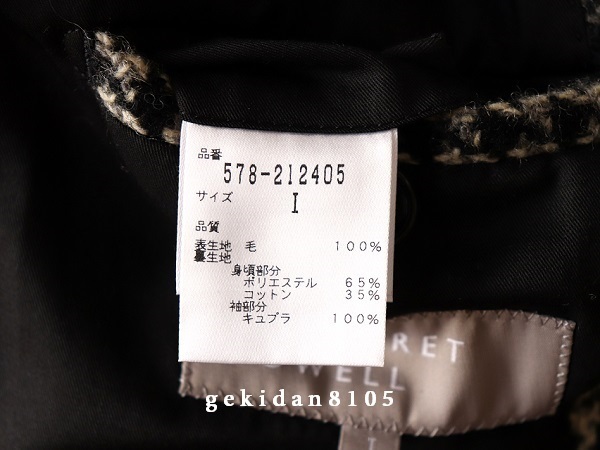 品番
578-212405
サイズ
I
品質
表生地 毛 100%
裏生地
身頃部分
ポリエステル 65%
コットン 35%
袖部分
キュプラ 100%
RET
WELL
I
gekidan8105